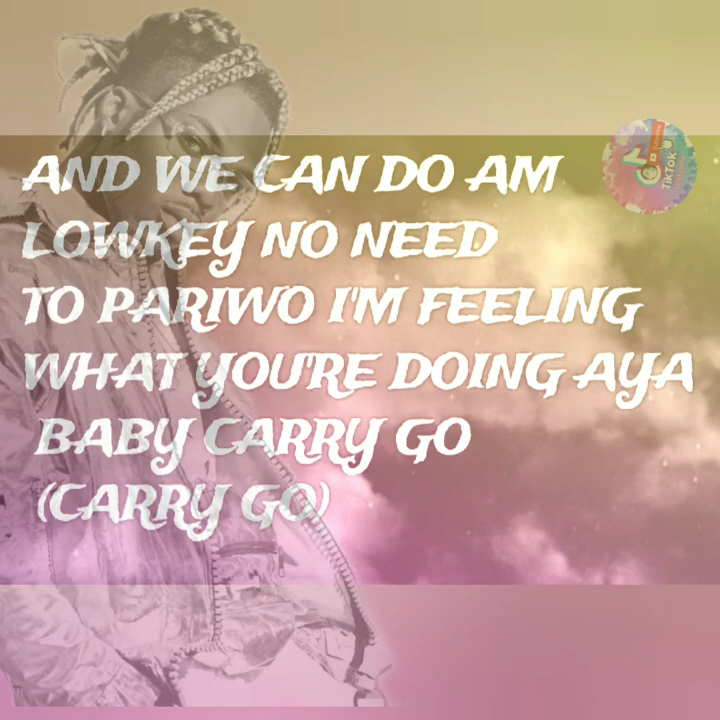 AND WE CAN DO AM
LOWKEY NO NEED
TO PARIWO I'M FEELING
WHAT YOU'RE DOING AYA
BABY CARRY GO
(CARRY GO)
TikTok